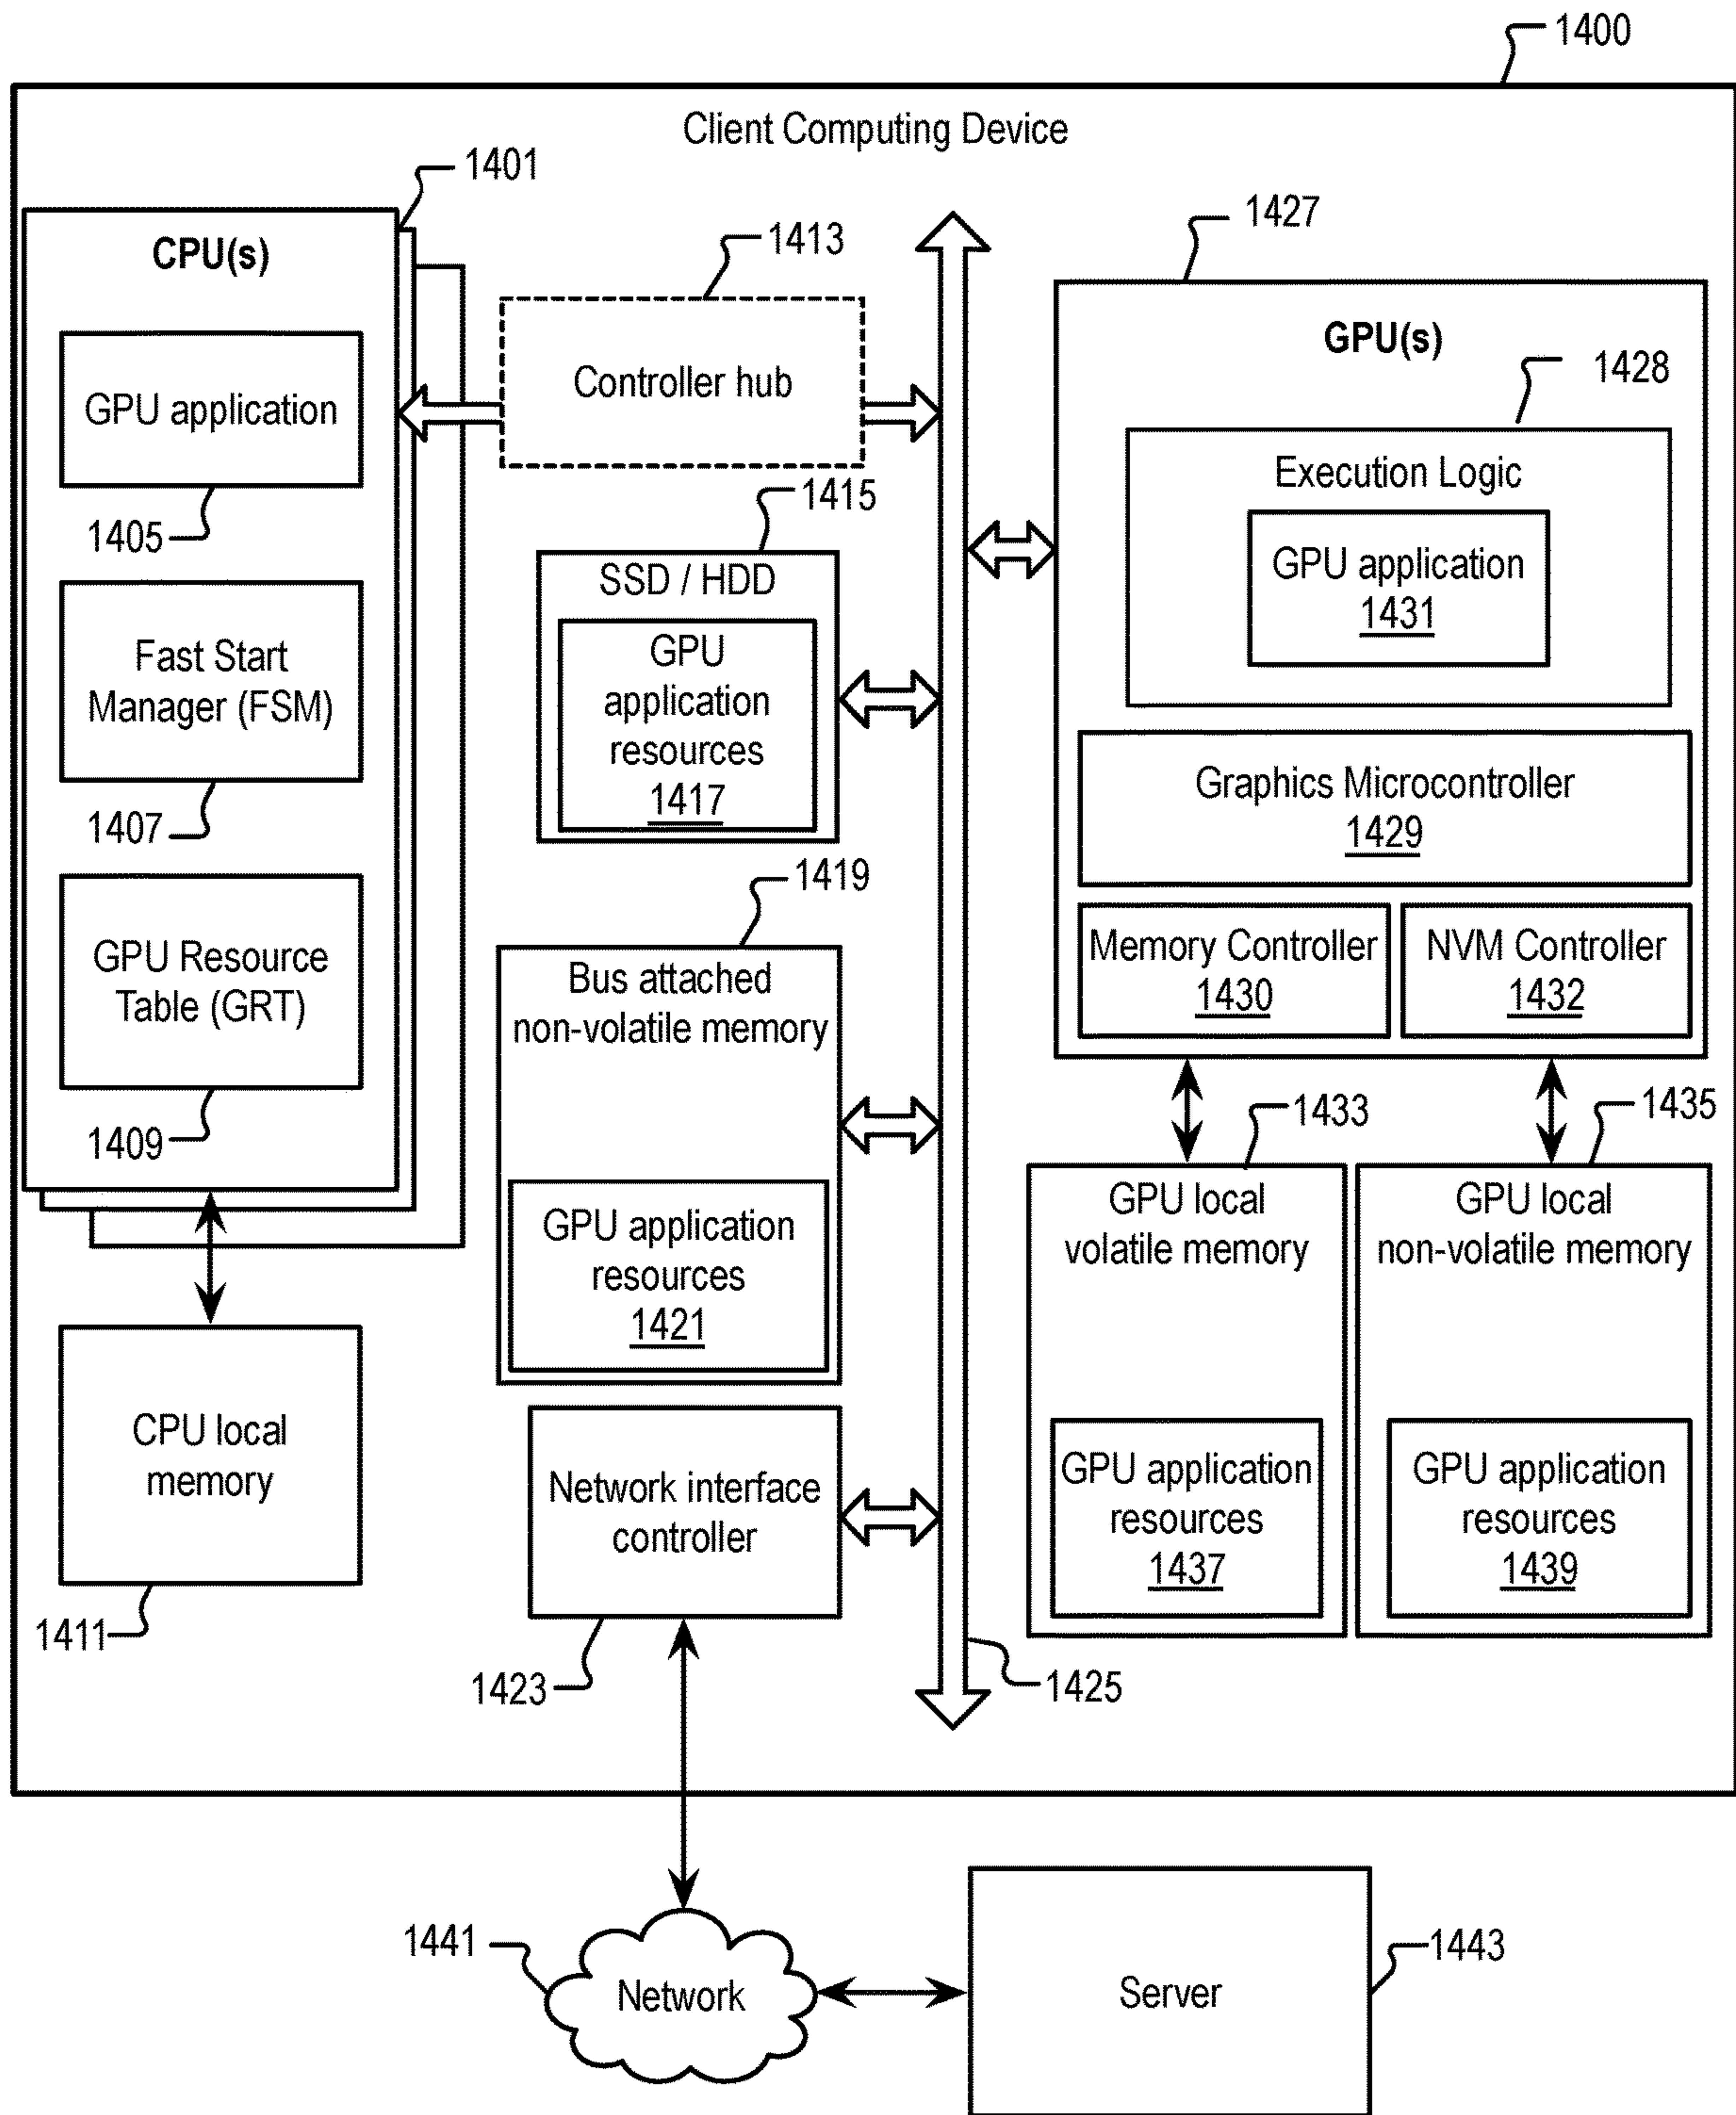 1400
Client Computing Device
1401
CPU(s)
GPU application
1405
Fast Start
Manager (FSM)
1407
GPU Resource
Table (GRT)
1409
CPU local
memory
1411
1413
Controller hub
1415
SSD / HDD
GPU
application
resources
1417
1419
Bus attached
non-volatile memory
GPU application
resources
1421
Network interface
controller
1423
1425
1427
GPU(s)
1428
Execution Logic
GPU application
1431
Graphics Microcontroller
1429
Memory Controller
1430
NVM Controller
1432
1433
GPU local
volatile memory
GPU application
resources
1437
1435
GPU local
non-volatile memory
GPU application
resources
1439
1441
Network
Server
1443